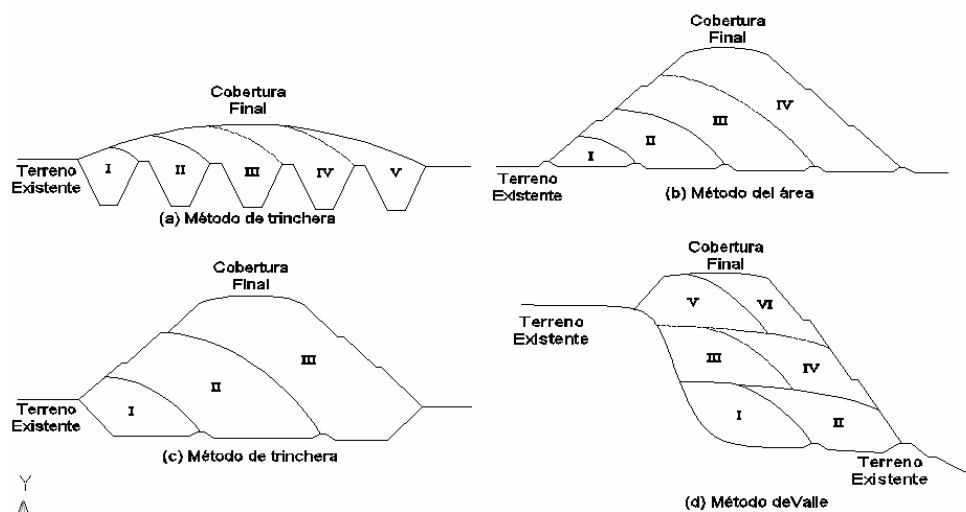 Cobertura
Final
I
II
III
IV
V
Terreno
Existente
(a) Método de trinchera
Cobertura
Final
I
II
III
IV
Terreno
Existente
(b) Método del área
Cobertura
Final
I
II
III
Terreno
Existente
(c) Método de trinchera
Cobertura
Final
V
VI
III
IV
I
II
Terreno
Existente
Terreno
Existente
(d) Método deValle
Y